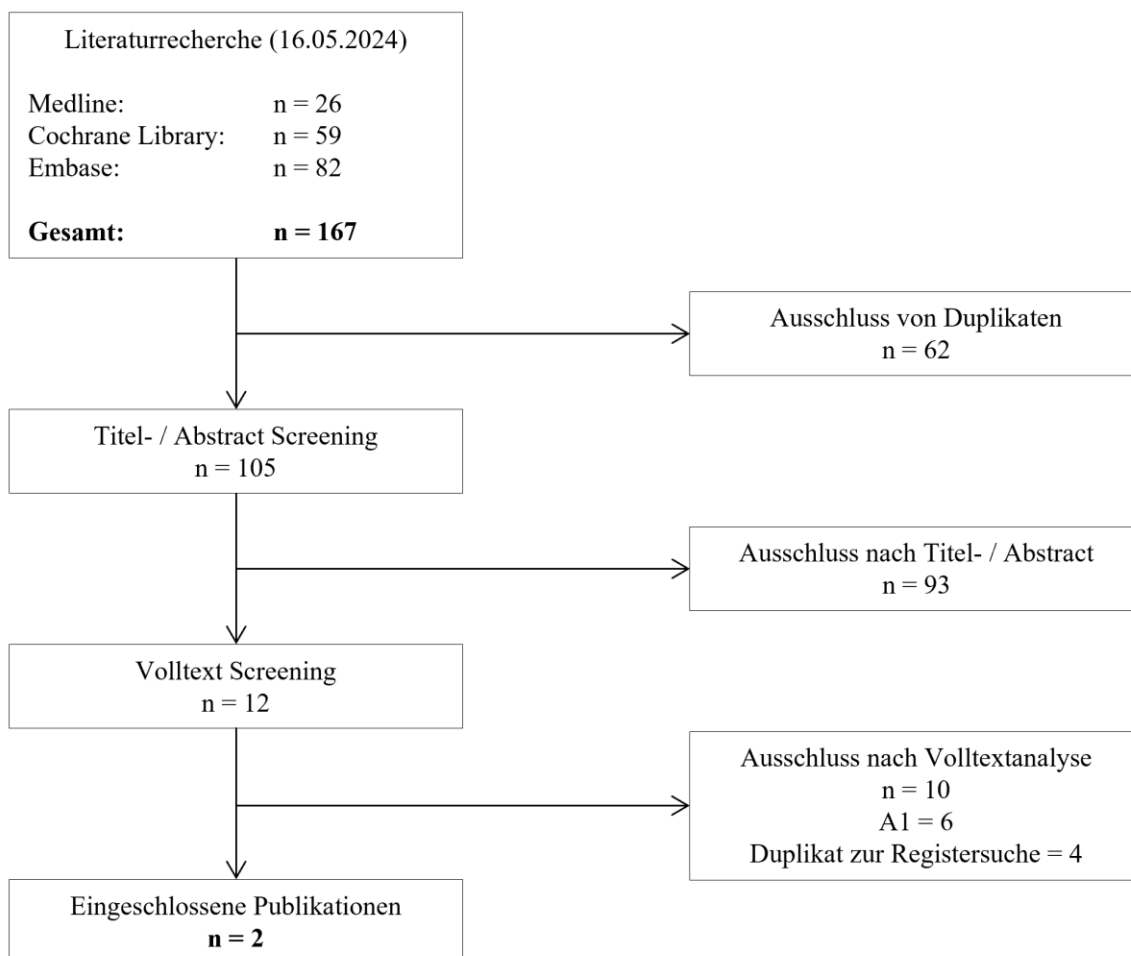 Literaturrecherche (16.05.2024)
Medline: n = 26
Cochrane Library: n = 59
Embase: n = 82
Gesamt: n = 167
Ausschluss von Duplikaten
n = 62
Titel- / Abstract Screening
n = 105
Ausschluss nach Titel- / Abstract
n = 93
Volltext Screening
n = 12
Ausschluss nach Volltextanalyse
n = 10
A1 = 6
Duplikat zur Registersuche = 4
Eingeschlossene Publikationen
n = 2